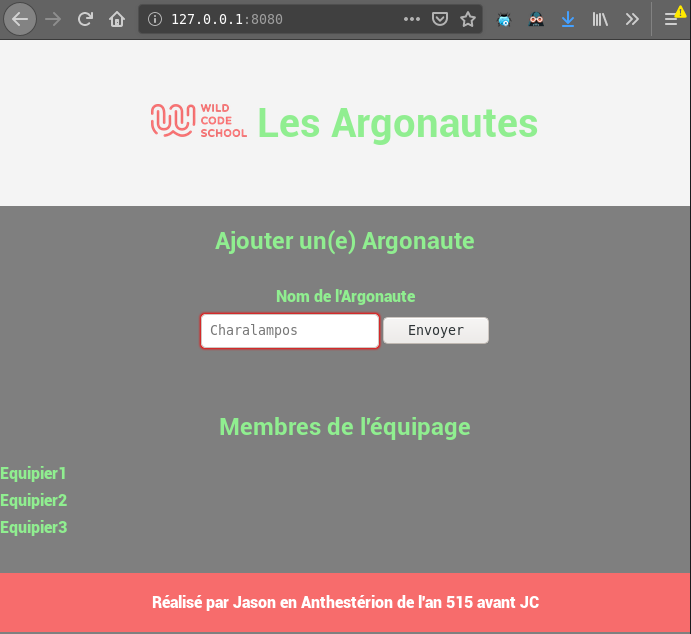 127.0.0.1:8080
WILD
CODE
SCHOOL
Les Argonautes
Ajouter un(e) Argonaute
Nom de l'Argonaute
Charalampos
Envoyer
Membres de l'équipage
Equipier1
Equipier2
Equipier3
Réalisé par Jason en Anthestérion de l'an 515 avant JC